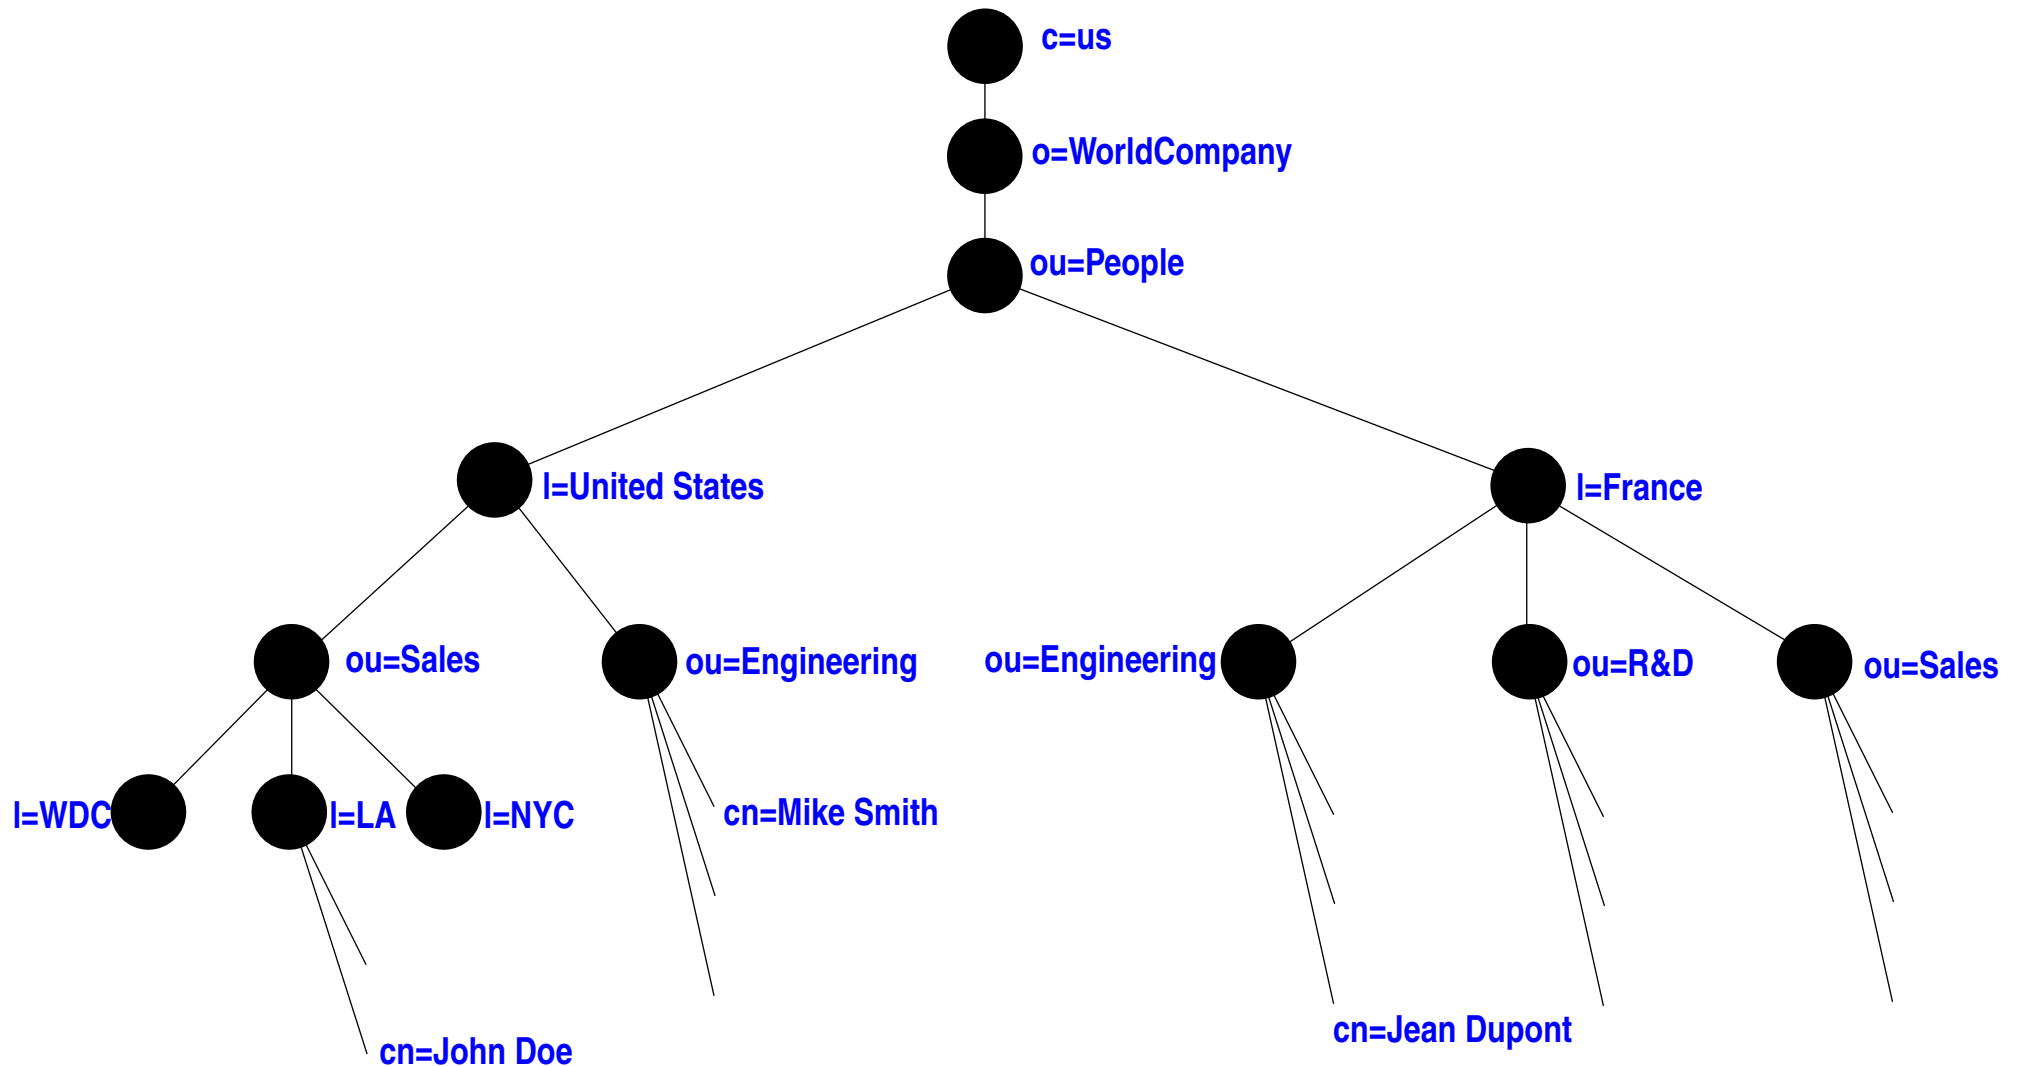 c=us
o=WorldCompany
ou=People
l=United States
l=France
ou=Sales
ou=Engineering
ou=Engineering
ou=R&D
ou=Sales
l=WDC
l=LA
l=NYC
cn=Mike Smith
cn=Jean Dupont
cn=John Doe